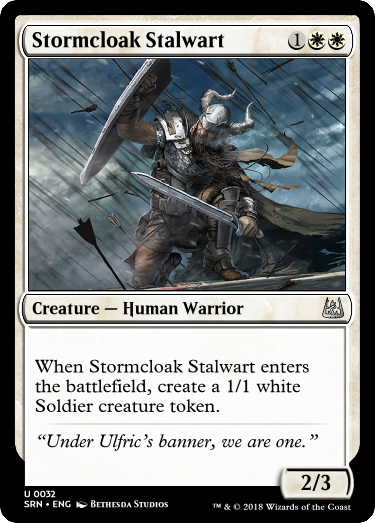 Stormcloak Stalwart 1
Creature — Human Warrior
When Stormcloak Stalwart enters
the battlefield, create a 1/1 white
Soldier creature token.
“Under Ulfric’s banner, we are one.”
2/3
U 0032
SRN • ENG Bethesda Studios
™ & © 2018 Wizards of the Coast